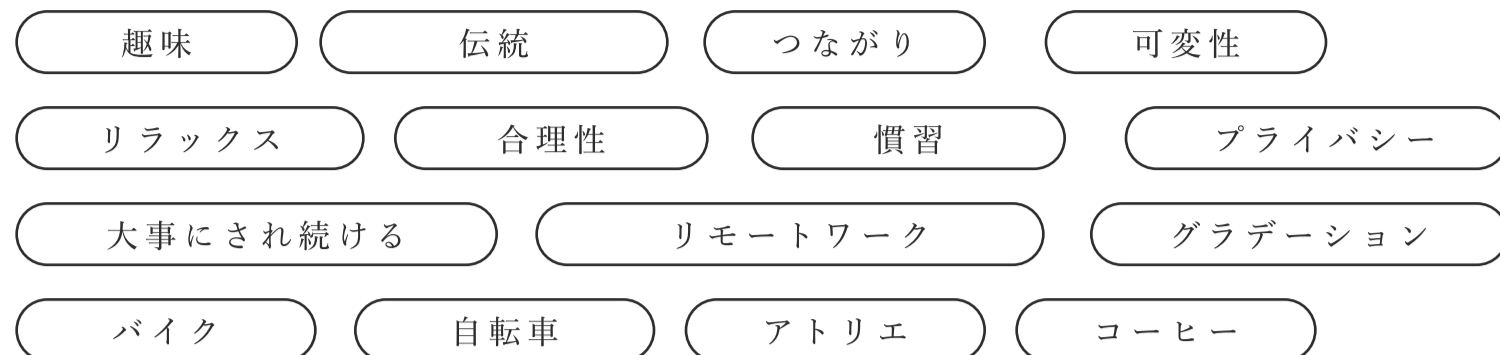 趣味 伝統 つながり 可変性
リラックス 合理性 慣習 プライバシー
大事にされ続ける リモートワーク グラデーション
バイク 自転車 アトリエ コーヒー